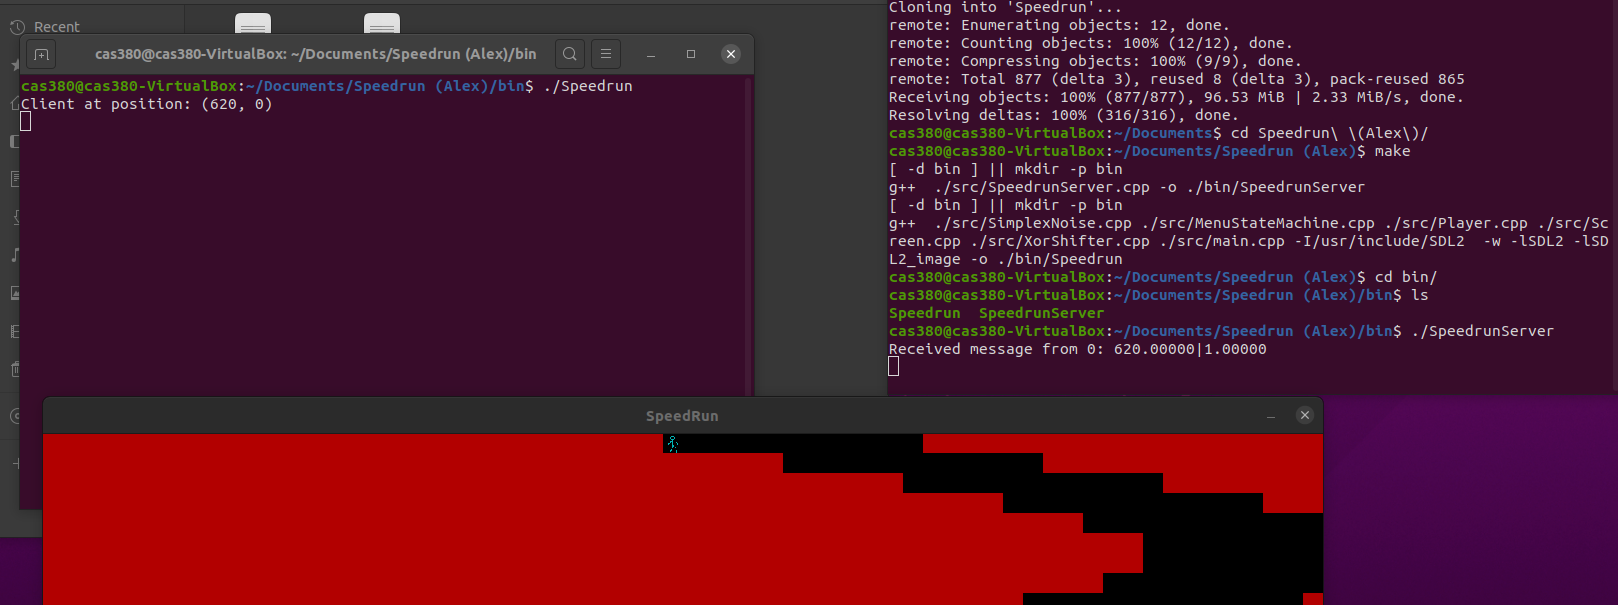 Recent
cas380@cas380-VirtualBox: ~/Documents/Speedrun (Alex)/bin
cas380@cas380-VirtualBox:~/Documents/Speedrun (Alex)/bin$ ./Speedrun
Client at position: (620, 0)
Cloning into 'Speedrun'...
remote: Enumerating objects: 12, done.
remote: Counting objects: 100% (12/12), done.
remote: Compressing objects: 100% (9/9), done.
remote: Total 877 (delta 3), reused 8 (delta 3), pack-reused 865
Receiving objects: 100% (877/877), 96.53 MiB | 2.33 MiB/s, done.
Resolving deltas: 100% (316/316), done.
cas380@cas380-VirtualBox:~/Documents$ cd Speedrun\ \(Alex\)/
cas380@cas380-VirtualBox:~/Documents/Speedrun (Alex)$ make
[ -d bin ] || mkdir -p bin
g++  ./src/SpeedrunServer.cpp -o ./bin/SpeedrunServer
[ -d bin ] || mkdir -p bin
g++  ./src/SimplexNoise.cpp ./src/MenuStateMachine.cpp ./src/Player.cpp ./src/Sc
reen.cpp ./src/XorShifter.cpp ./src/main.cpp -I/usr/include/SDL2  -w -lSDL2 -lSD
L2_image -o ./bin/Speedrun
cas380@cas380-VirtualBox:~/Documents/Speedrun (Alex)$ cd bin/
cas380@cas380-VirtualBox:~/Documents/Speedrun (Alex)/bin$ ls
Speedrun  SpeedrunServer
cas380@cas380-VirtualBox:~/Documents/Speedrun (Alex)/bin$ ./SpeedrunServer
Received message from 0: 620.00000|1.00000
SpeedRun